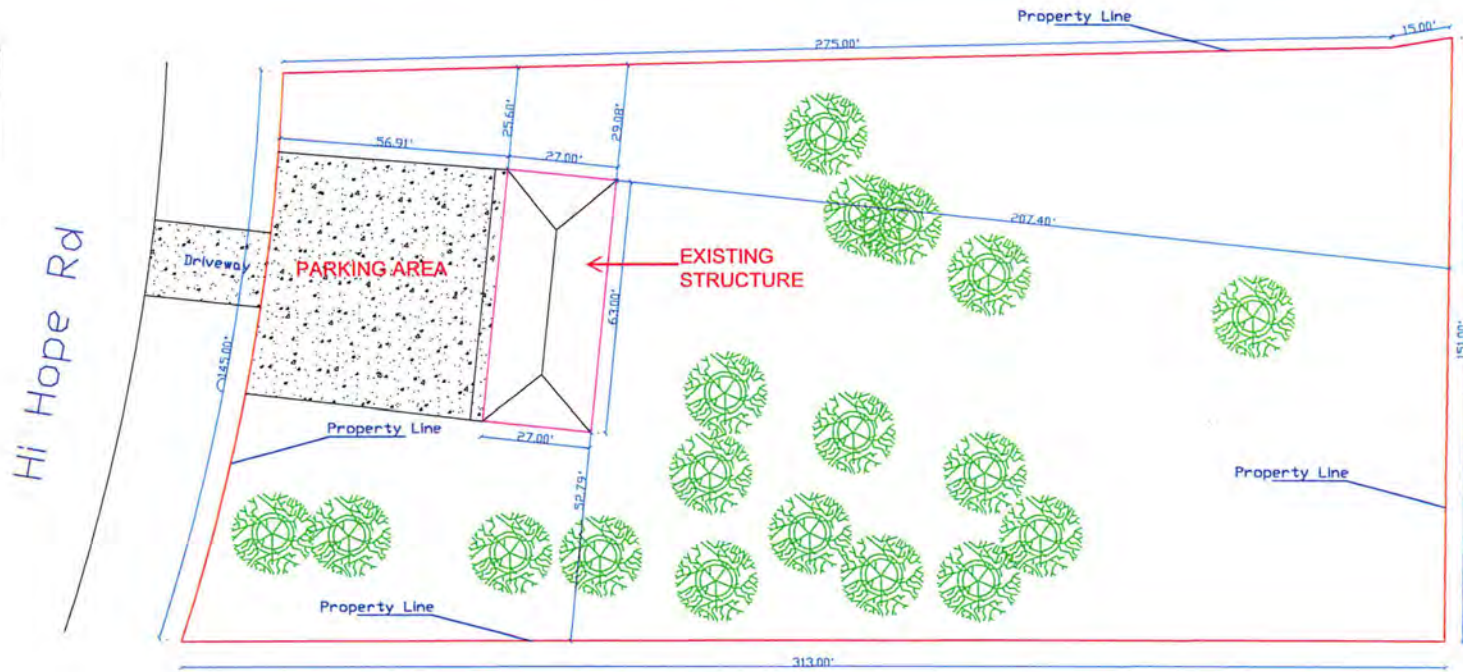 Property Line
15.00'
275.00'
25.60'
29.08'
56.91'
27.00'
207.40'
Hi Hope Rd
Driveway
PARKING AREA
EXISTING
STRUCTURE
63.00'
151.00'
145.00'
Property Line
27.00'
Property Line
52.79'
Property Line
313.00'